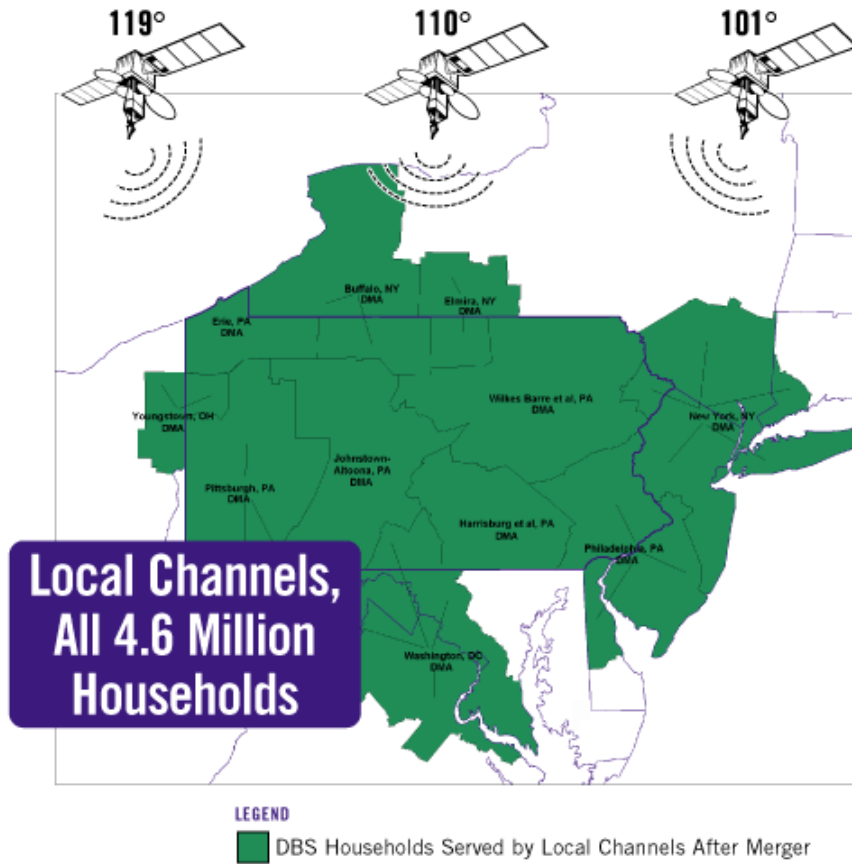 119°
110°
101°
Buffalo, NY
DMA
Elmira, NY
DMA
Erie, PA
DMA
Youngstown, OH
DMA
Wilkes Barre et al, PA
DMA
New York, NY
DMA
Johnstown-
Altoona, PA
DMA
Pittsburgh, PA
DMA
Harrisburg et al, PA
DMA
Philadelphia, PA
DMA
Local Channels,
All 4.6 Million
Households
Washington, DC
DMA
LEGEND
DBS Households Served by Local Channels After Merger